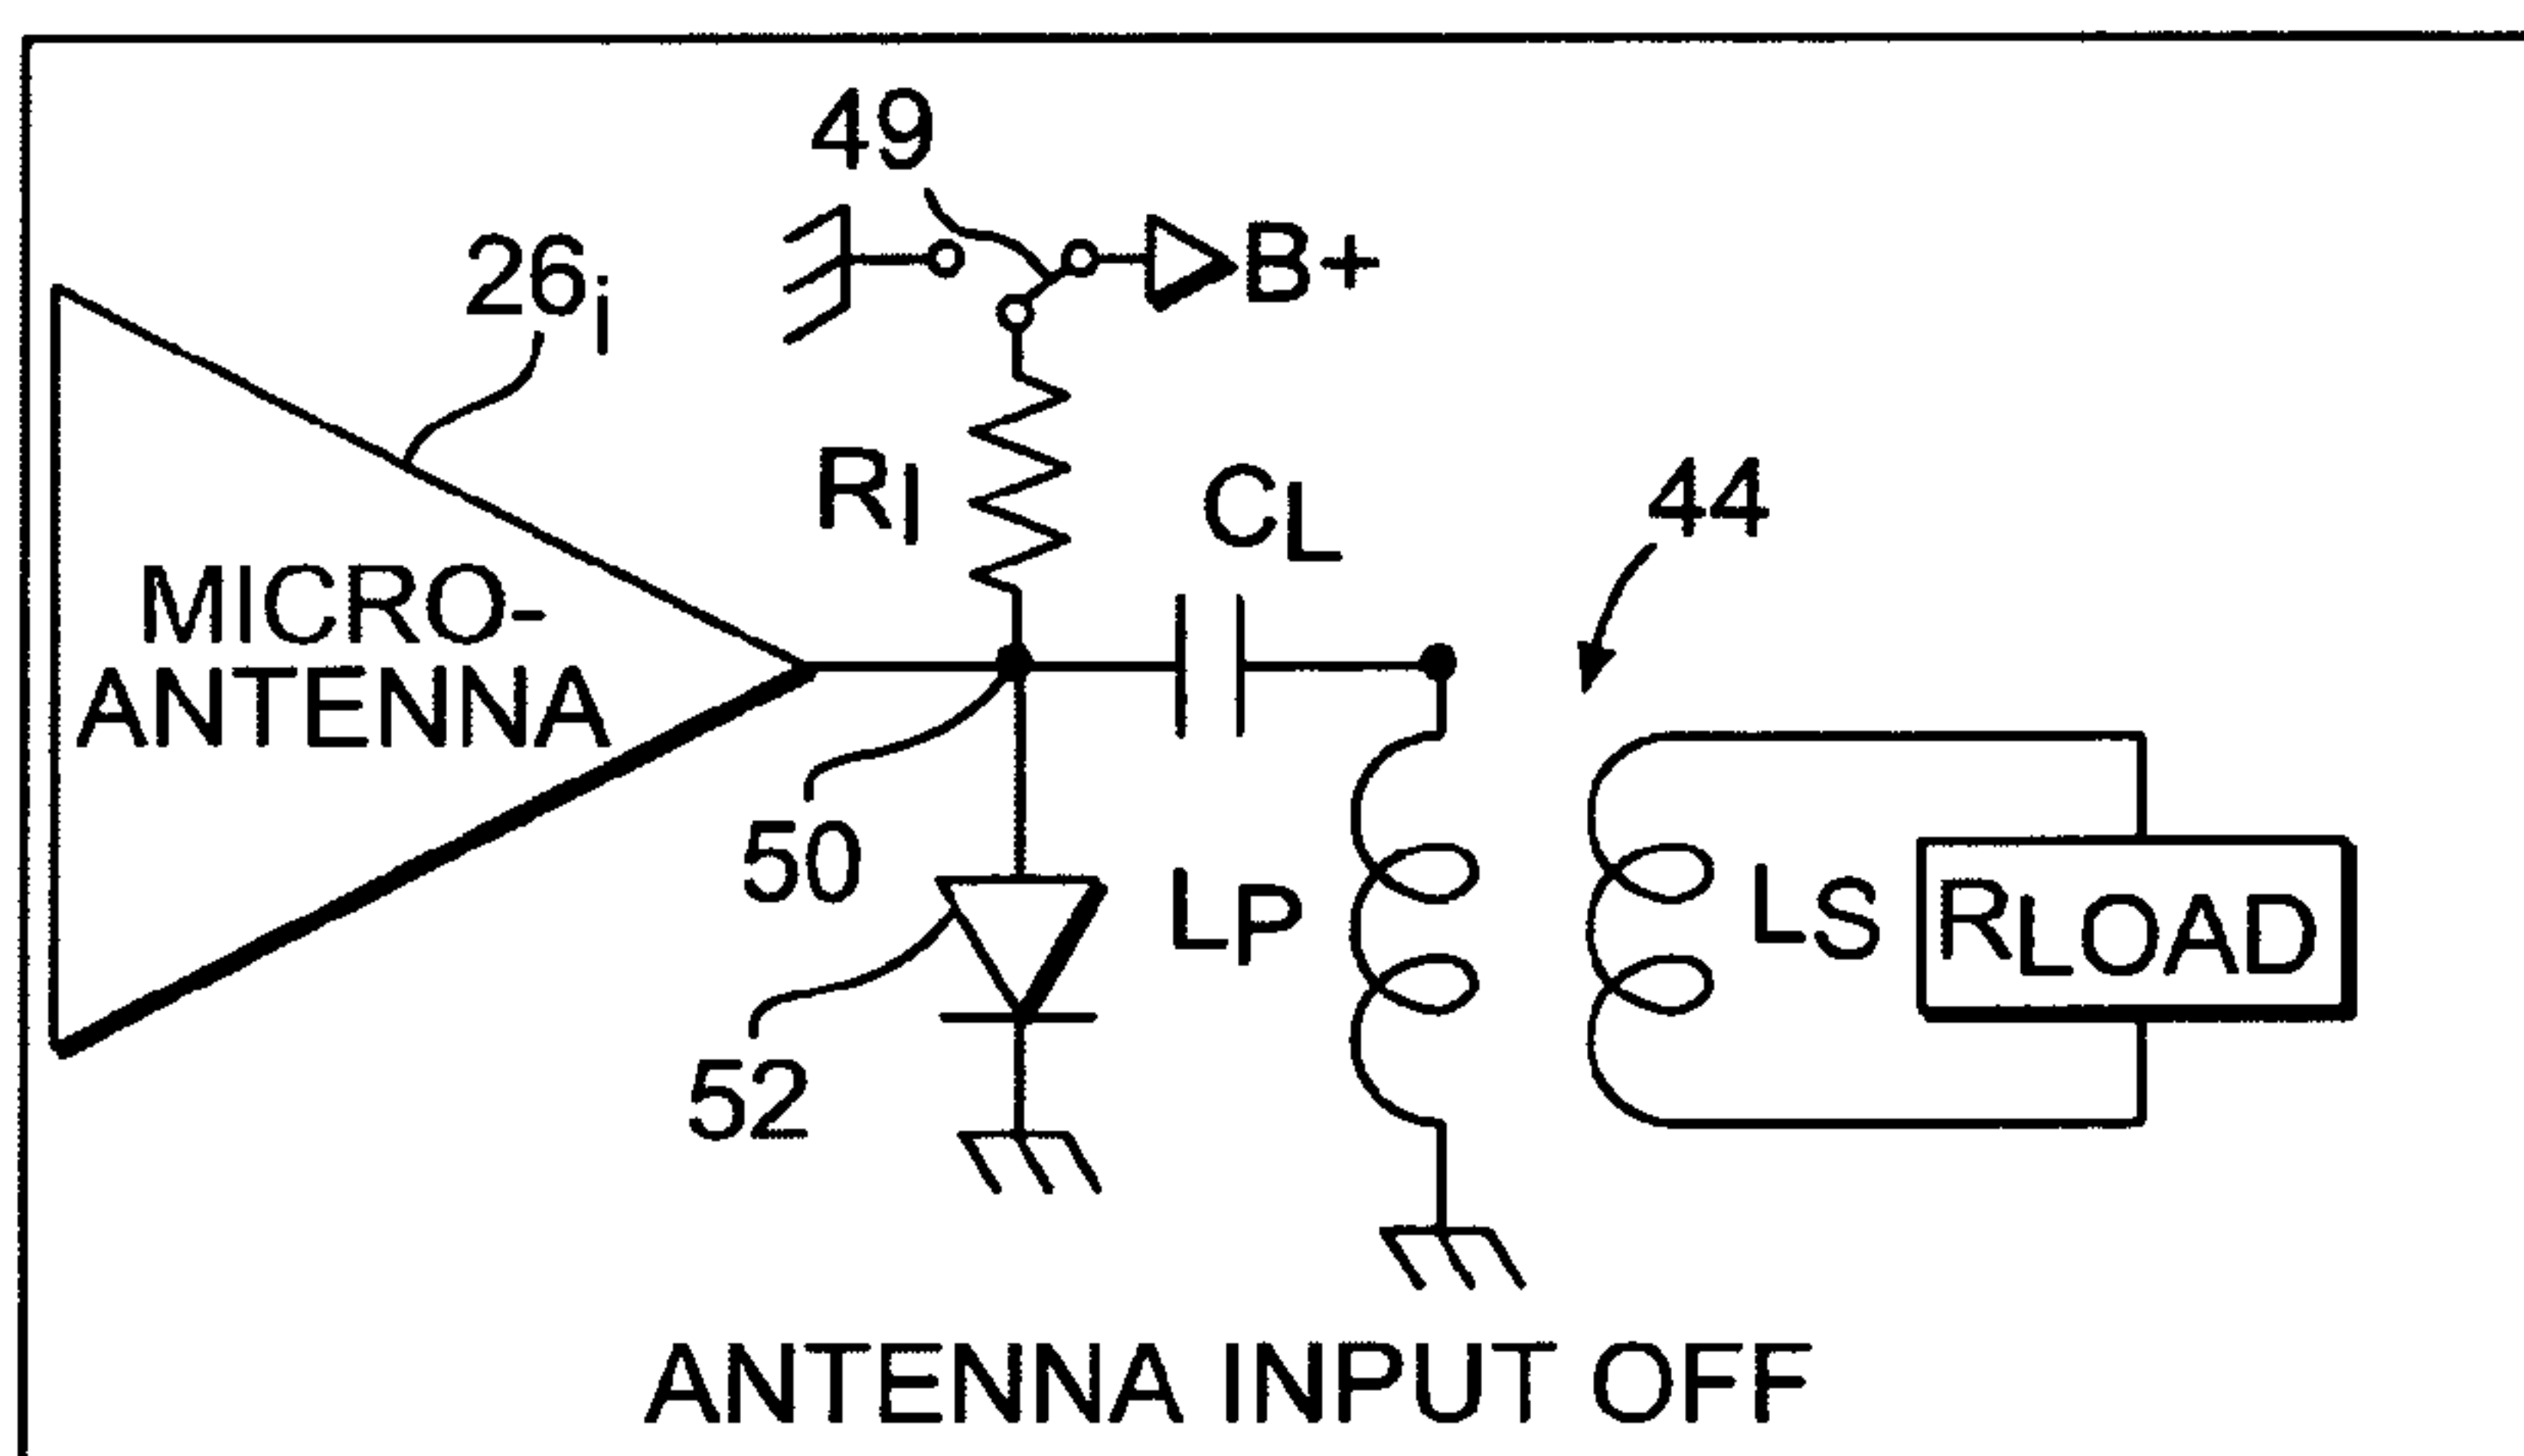 49
B+
26i
RI
CL
44
MICRO-
ANTENNA
50
LP
LS
RLOAD
52
ANTENNA INPUT OFF